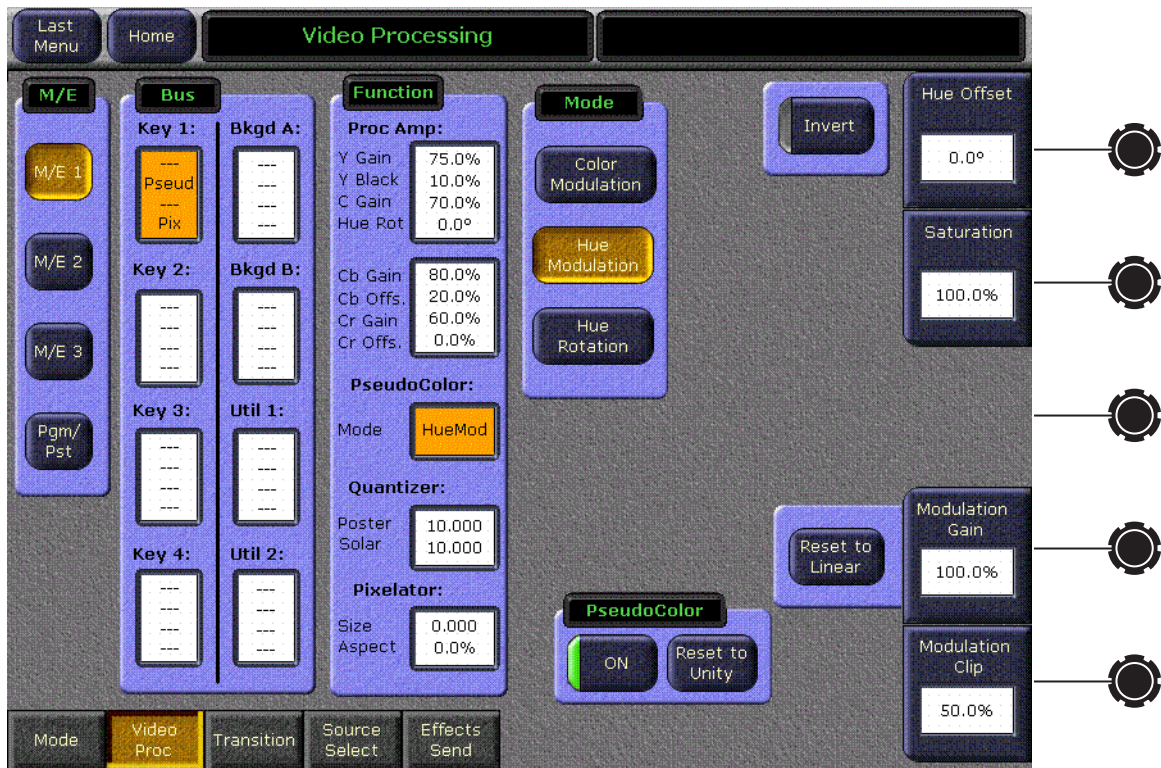 Last
Menu
Home
Video Processing
M/E
M/E 1
M/E 2
M/E 3
Pgm/
Pst
Bus
Key 1:
---
Pseud
---
Pix
Bkgd A:
---
---
---
---
Key 2:
---
---
---
---
Bkgd B:
---
---
---
---
Key 3:
---
---
---
---
Util 1:
---
---
---
---
Key 4:
---
---
---
---
Util 2:
---
---
---
---
Function
Proc Amp:
Y Gain 75.0%
Y Black 10.0%
C Gain 70.0%
Hue Rot 0.0°
Cb Gain 80.0%
Cb Offs. 20.0%
Cr Gain 60.0%
Cr Offs. 0.0%
PseudoColor:
Mode HueMod
Quantizer:
Poster 10.000
Solar 10.000
Pixelator:
Size 0.000
Aspect 0.0%
Mode
Color
Modulation
Hue
Modulation
Hue
Rotation
Invert
Hue Offset
0.0°
Saturation
100.0%
Reset to
Linear
Modulation
Gain
100.0%
PseudoColor
ON
Reset to
Unity
Modulation
Clip
50.0%
Mode
Video
Proc
Transition
Source
Select
Effects
Send